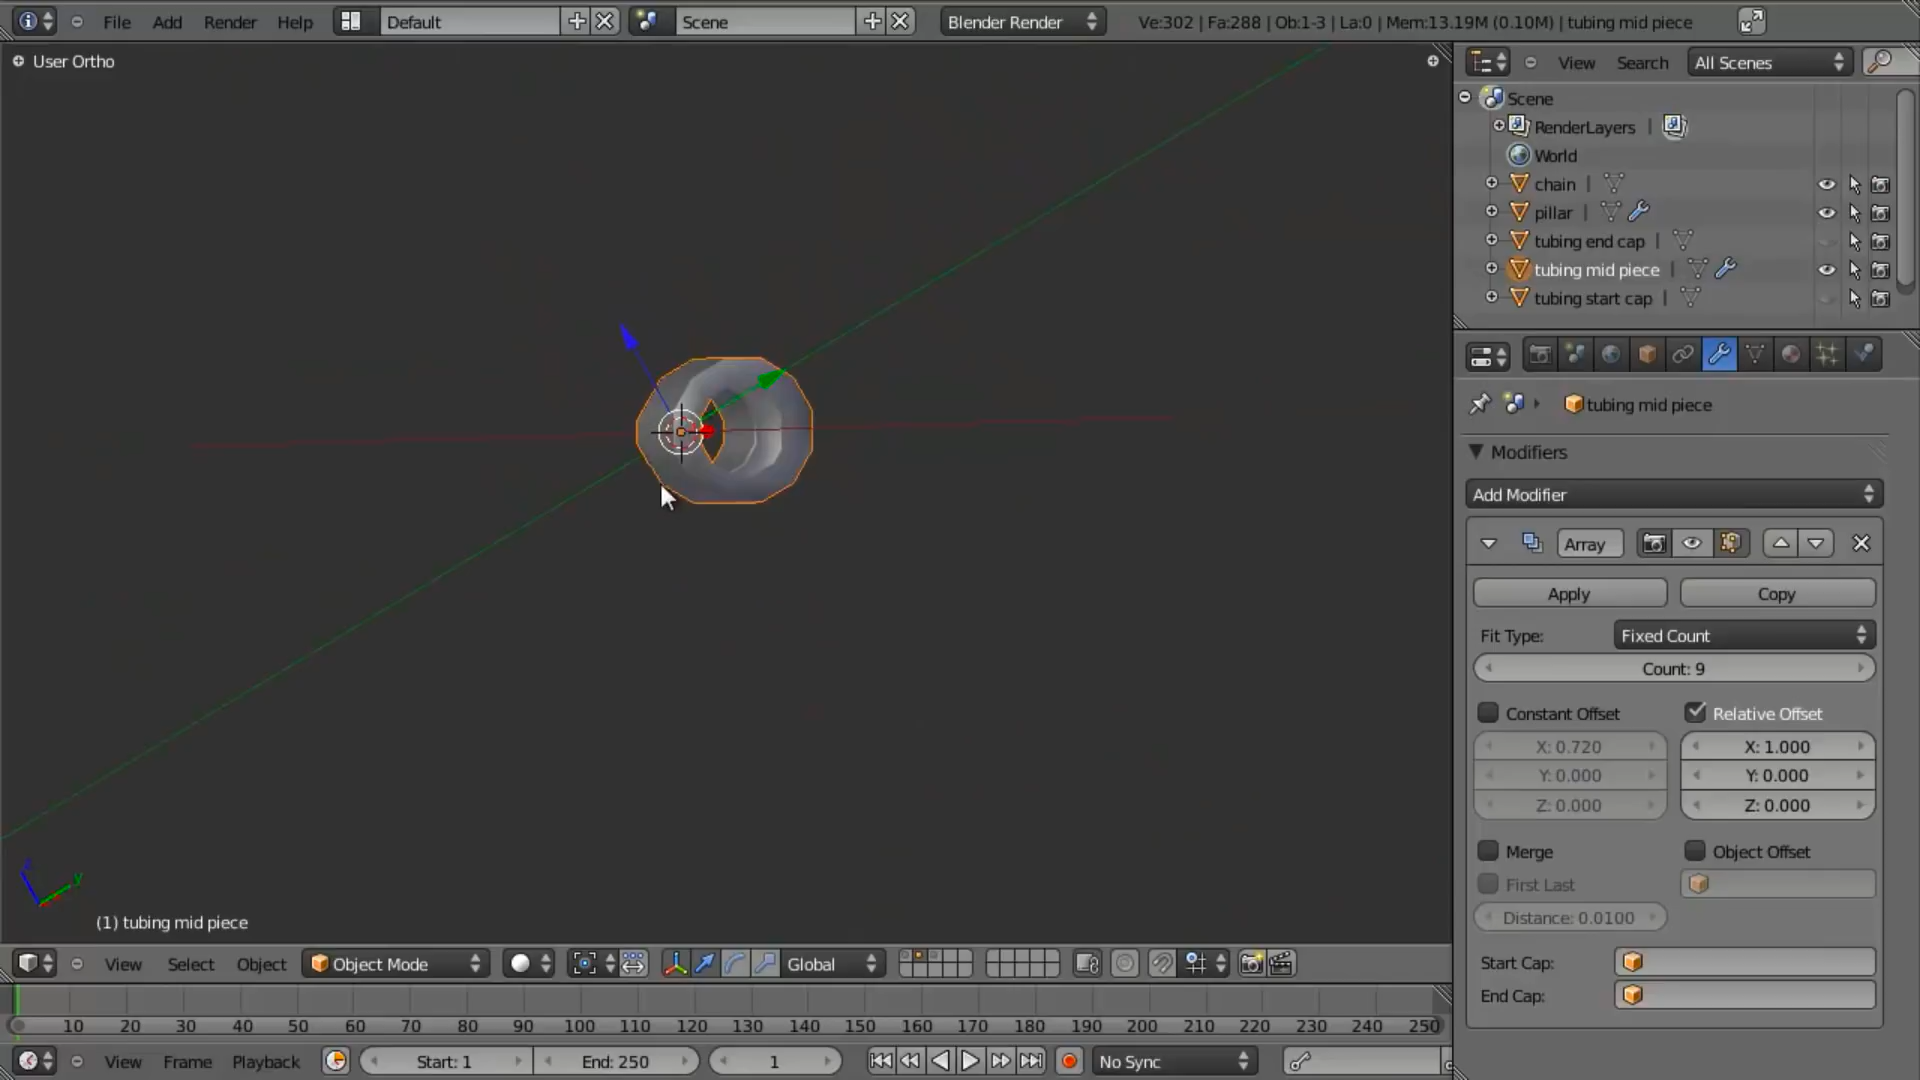 File Add Render Help Default Scene Blender Render Ve:302 | Fa:288 | Ob:1-3 | La:0 | Mem:13.19M (0.10M) | tubing mid piece
User Ortho
View Search All Scenes
Scene
RenderLayers
World
chain
pillar
tubing end cap
tubing mid piece
tubing start cap
tubing mid piece
Modifiers
Add Modifier
Array
Apply Copy
Fit Type: Fixed Count
Count: 9
Constant Offset Relative Offset
X: 0.720 X: 1.000
Y: 0.000 Y: 0.000
Z: 0.000 Z: 0.000
Merge Object Offset
First Last
Distance: 0.0100
Start Cap:
End Cap:
z
y
(1) tubing mid piece
View Select Object Object Mode Global
10 20 30 40 50 60 70 80 90 100 110 120 130 140 150 160 170 180 190 200 210 220 230 240 250
View Frame Playback Start: 1 End: 250 1 No Sync